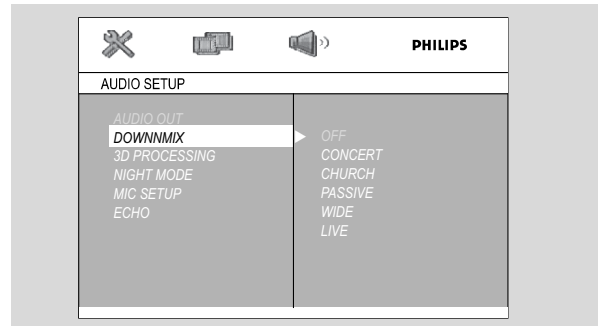 PHILIPS
AUDIO SETUP
AUDIO OUT
DOWNNMIX
3D PROCESSING
NIGHT MODE
MIC SETUP
ECHO
OFF
CONCERT
CHURCH
PASSIVE
WIDE
LIVE